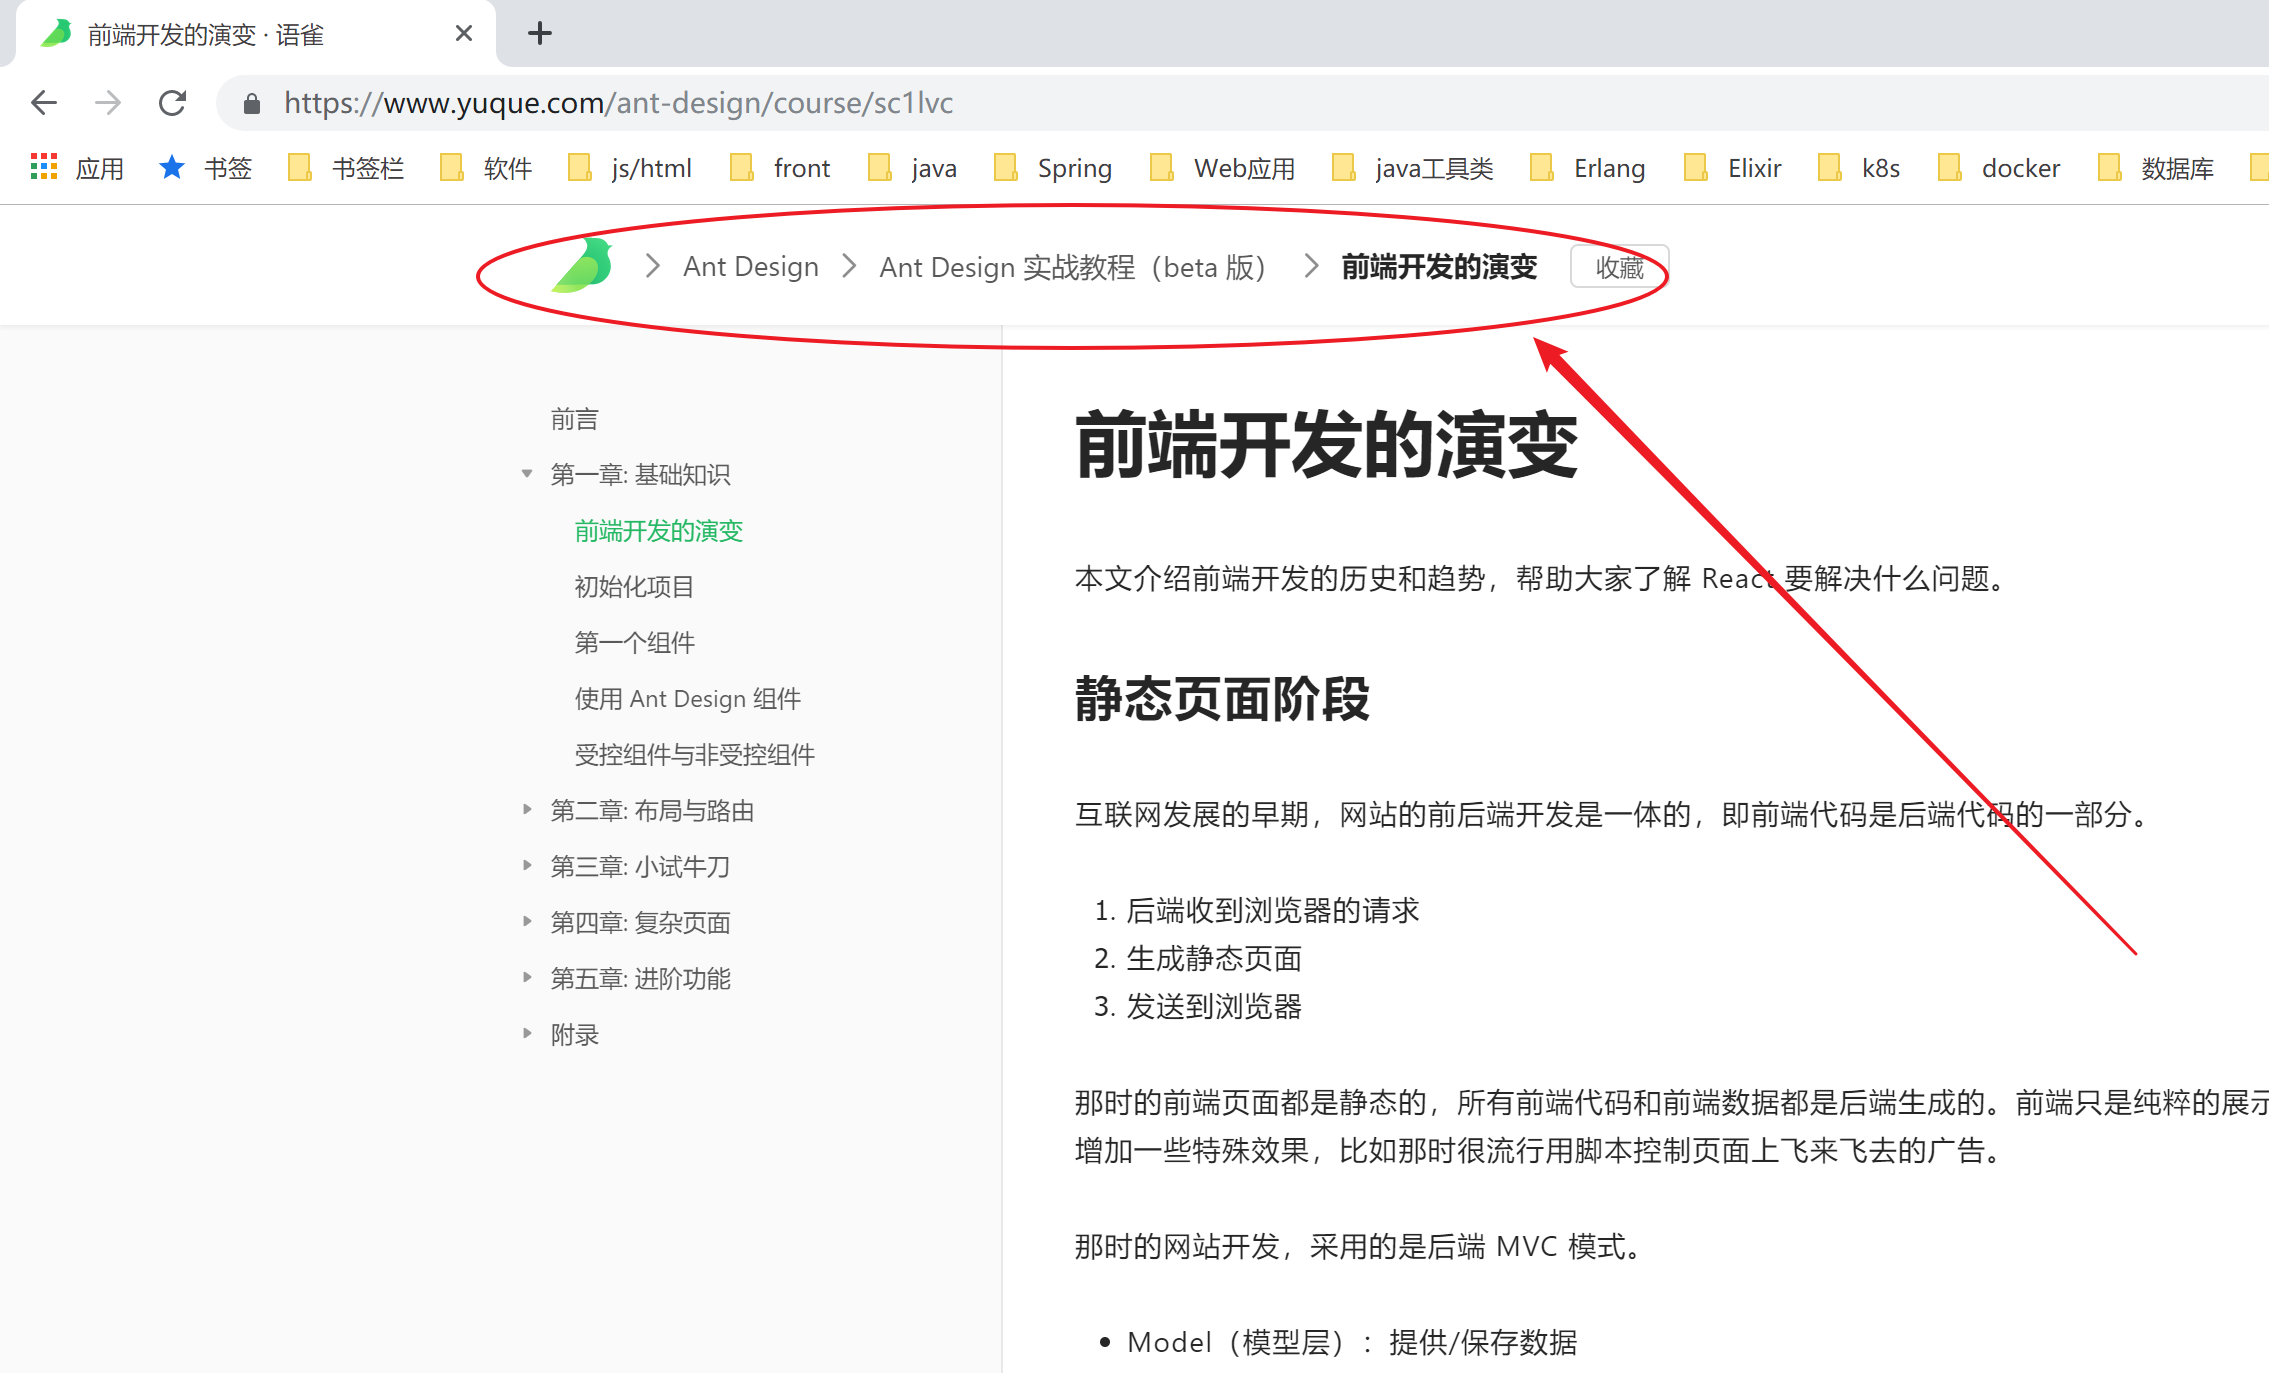 前端开发的演变 · 语雀
https://www.yuque.com/ant-design/course/sc1lvc
应用 书签 书签栏 软件 js/html front java Spring Web应用 java工具类 Erlang Elixir k8s docker 数据库
Ant Design Ant Design 实战教程（beta 版） 前端开发的演变 收藏
前言
第一章: 基础知识
前端开发的演变
初始化项目
第一个组件
使用 Ant Design 组件
受控组件与非受控组件
第二章: 布局与路由
第三章: 小试牛刀
第四章: 复杂页面
第五章: 进阶功能
附录
前端开发的演变
本文介绍前端开发的历史和趋势，帮助大家了解 React 要解决什么问题。
静态页面阶段
互联网发展的早期，网站的前后端开发是一体的，即前端代码是后端代码的一部分。
1. 后端收到浏览器的请求
2. 生成静态页面
3. 发送到浏览器
那时的前端页面都是静态的，所有前端代码和前端数据都是后端生成的。前端只是纯粹的展示
增加一些特殊效果，比如那时很流行用脚本控制页面上飞来飞去的广告。
那时的网站开发，采用的是后端 MVC 模式。
• Model（模型层）：提供/保存数据